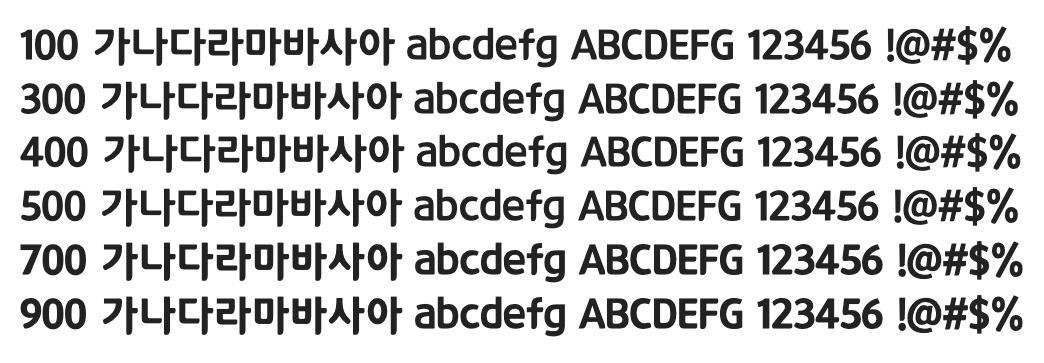 100 가나다라마바사아 abcdefg ABCDEFG 123456 !@#$%
300 가나다라마바사아 abcdefg ABCDEFG 123456 !@#$%
400 가나다라마바사아 abcdefg ABCDEFG 123456 !@#$%
500 가나다라마바사아 abcdefg ABCDEFG 123456 !@#$%
700 가나다라마바사아 abcdefg ABCDEFG 123456 !@#$%
900 가나다라마바사아 abcdefg ABCDEFG 123456 !@#$%